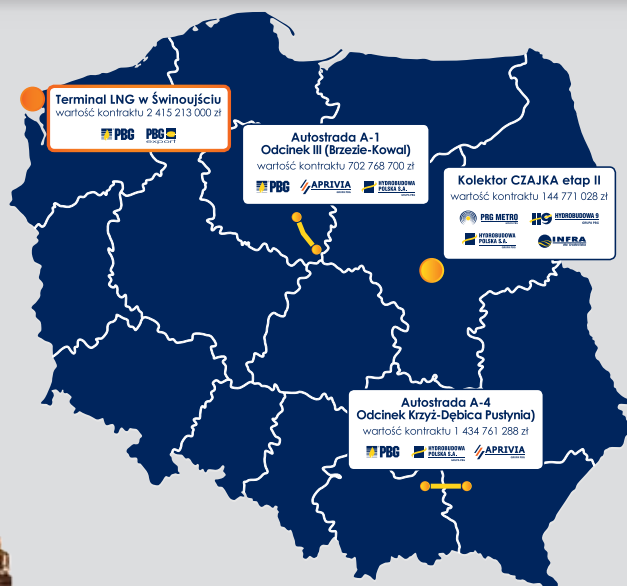 Terminal LNG w Świnoujściu
wartość kontraktu 2 415 213 000 zł
PBG PBG
export
Autostrada A-1
Odcinek III (Brzezie-Kowal)
wartość kontraktu 702 768 700 zł
PBG APRIVIA HYDROBUDOWA
POLSKA S.A.
Kolektor CZAJKA etap II
wartość kontraktu 144 771 028 zł
PRG METRO HYDROBUDOWA 9
HYDROBUDOWA
POLSKA S.A.
INFRA
Autostrada A-4
Odcinek Krzyż-Dębica Pustynia)
wartość kontraktu 1 434 761 288 zł
PBG HYDROBUDOWA
POLSKA S.A.
APRIVIA